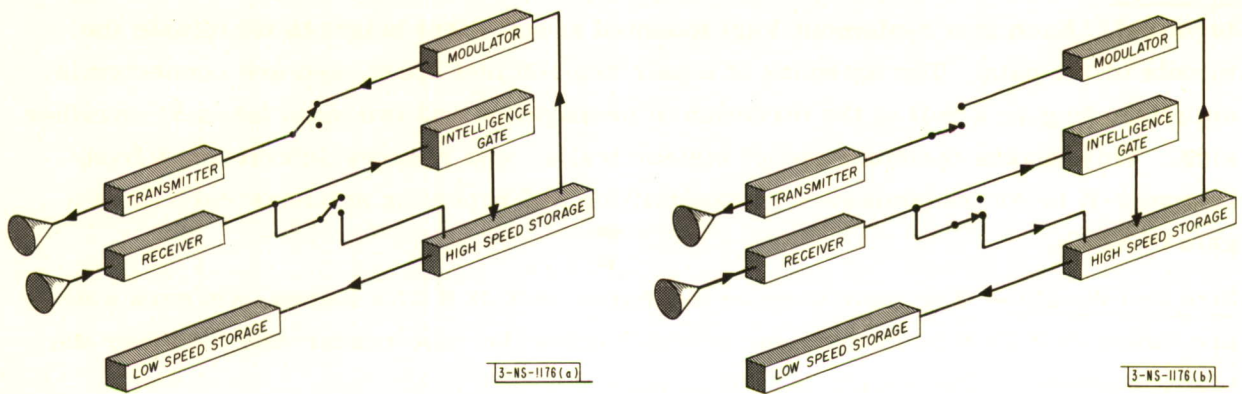 MODULATOR
INTELLIGENCE
GATE
TRANSMITTER
RECEIVER
HIGH SPEED STORAGE
LOW SPEED STORAGE
3-NS-1176(a)
MODULATOR
INTELLIGENCE
GATE
TRANSMITTER
RECEIVER
HIGH SPEED STORAGE
LOW SPEED STORAGE
3-NS-1176(b)